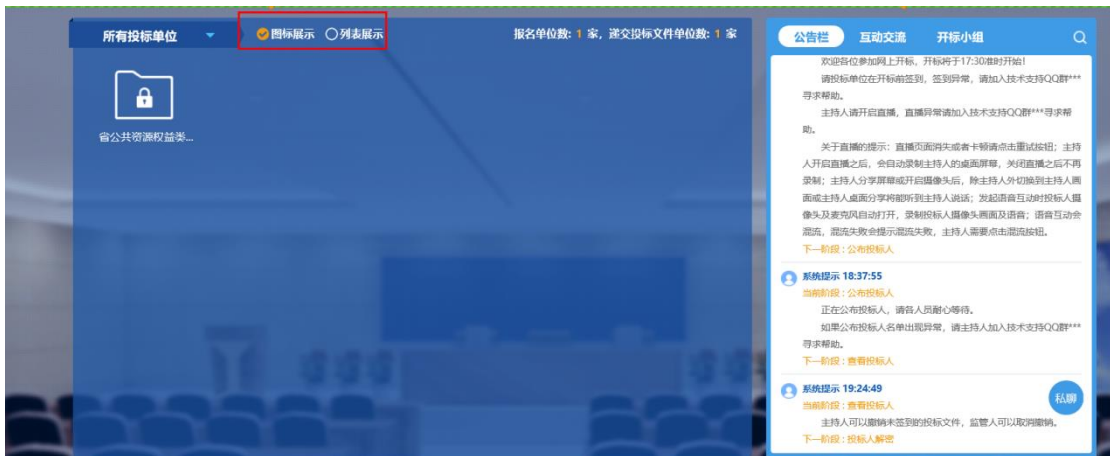 所有投标单位
图标展示 列表展示
报名单位数: 1 家，递交投标文件单位数: 1 家
省公共资源权益类...
公告栏 互动交流 开标小组
欢迎各位参加网上开标，开标将于17:30准时开始!
请投标单位在开标前签到，签到异常，请加入技术支持QQ群***
寻求帮助。
主持人请开启直播，直播异常请加入技术支持QQ群***寻求帮
助。
关于直播的提示：直播页面消失或者卡顿请点击重试按钮；主持
人开启直播之后，会自动录制主持人的桌面屏幕，关闭直播之后不再
录制；主持人分享屏幕或开启摄像头后，除主持人外切换到主持人画
面或主持人桌面分享将能听到主持人说话；发起语音互动时投标人摄
像头及麦克风自动打开，录制投标人摄像头画面及语音；语音互动会
混流，混流失败会提示混流失败，主持人需要点击混流按钮。
下一阶段 : 公布投标人
系统提示 18:37:55
当前阶段 : 公布投标人
正在公布投标人，请各人员耐心等待。
如果公布投标人名单出现异常，请主持人加入技术支持QQ群***
寻求帮助。
下一阶段 : 查看投标人
系统提示 19:24:49
当前阶段 : 查看投标人
主持人可以撤销未签到的投标文件，监管人可以取消撤销。
下一阶段 : 投标人解密
私聊